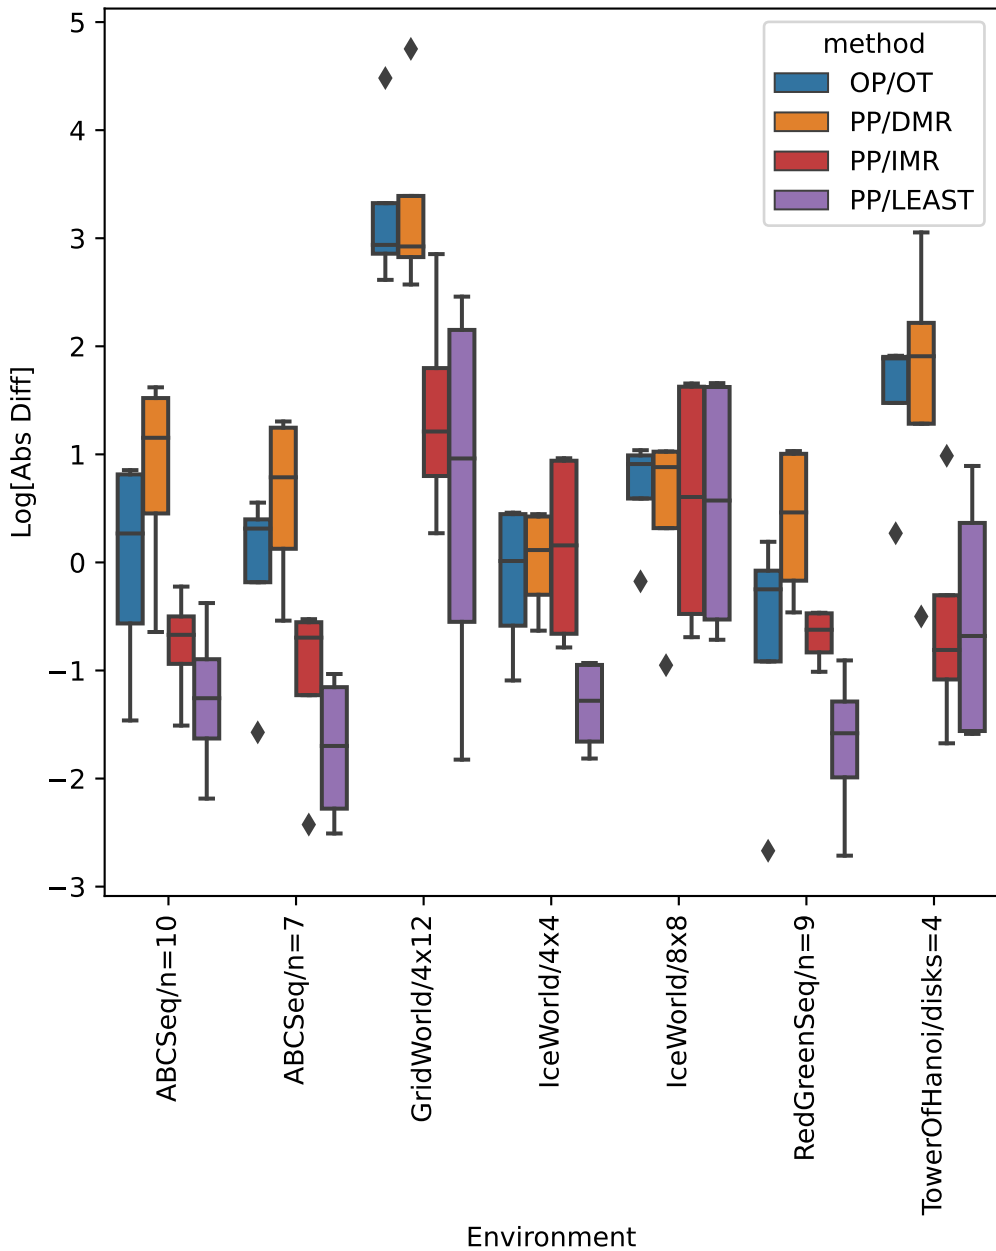 5
4
3
2
1
0
−1
−2
−3
Log[Abs Diff]
method
OP/OT
PP/DMR
PP/IMR
PP/LEAST
ABCSeq/n=10
ABCSeq/n=7
GridWorld/4x12
IceWorld/4x4
IceWorld/8x8
RedGreenSeq/n=9
TowerOfHanoi/disks=4
Environment